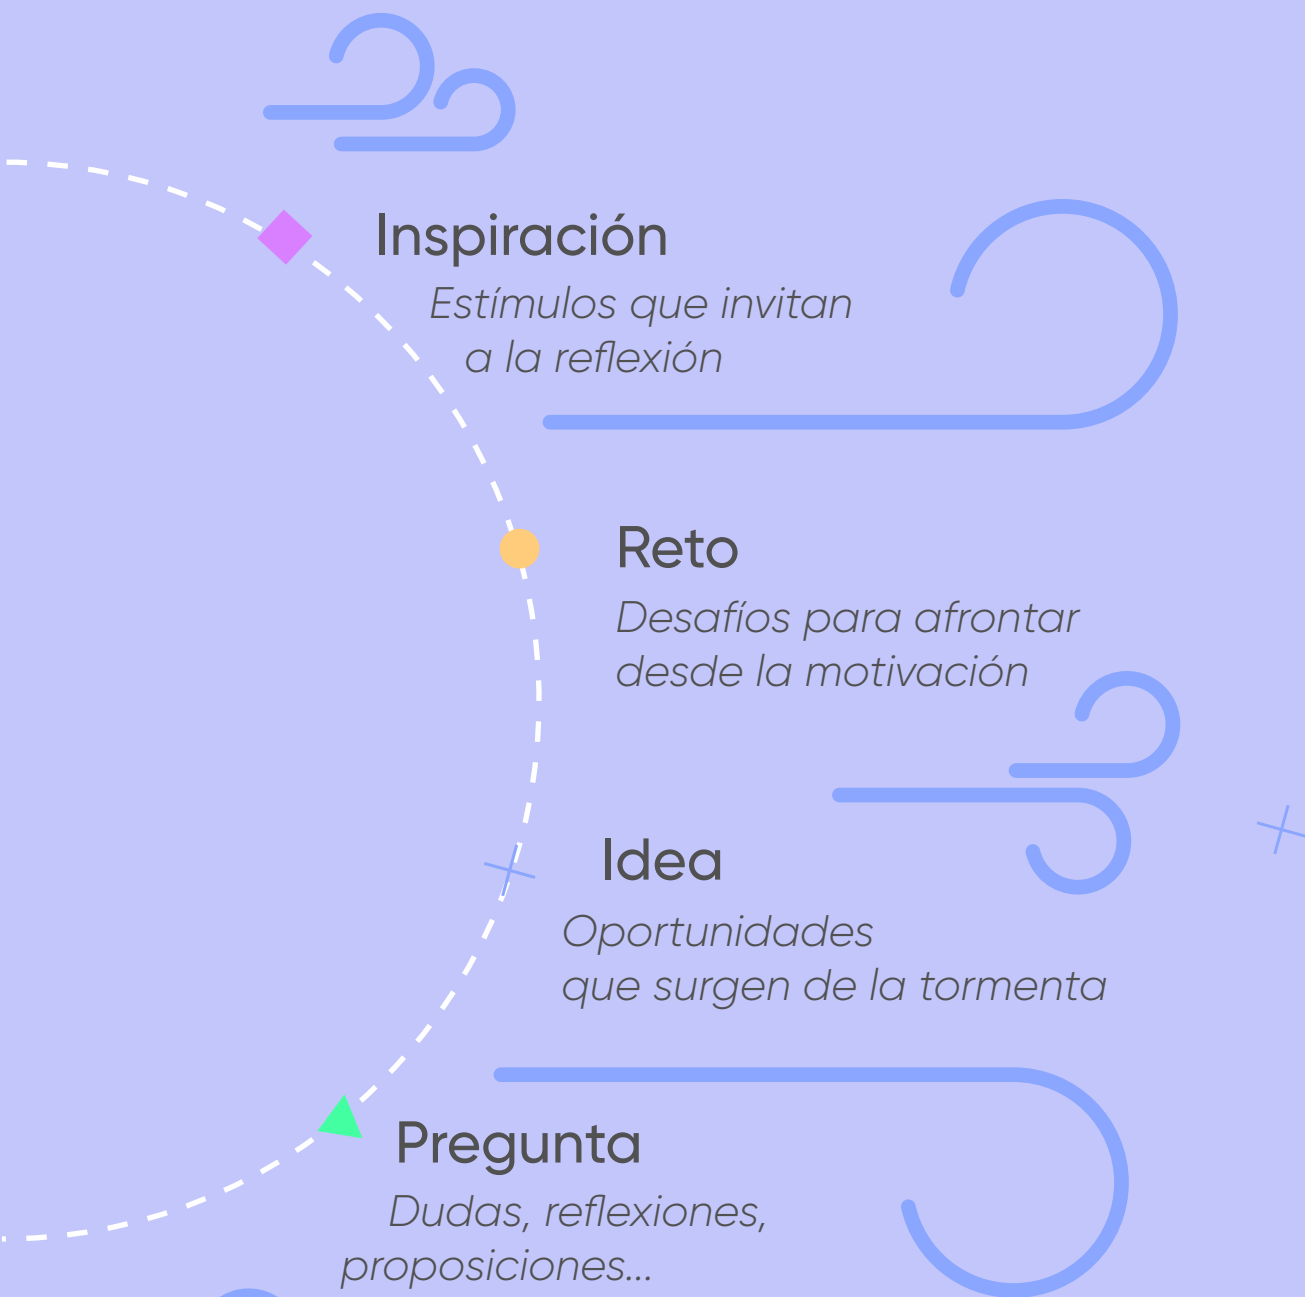 Inspiración
Estímulos que invitan
a la reflexión
Reto
Desafíos para afrontar
desde la motivación
Idea
Oportunidades
que surgen de la tormenta
Pregunta
Dudas, reflexiones,
proposiciones...